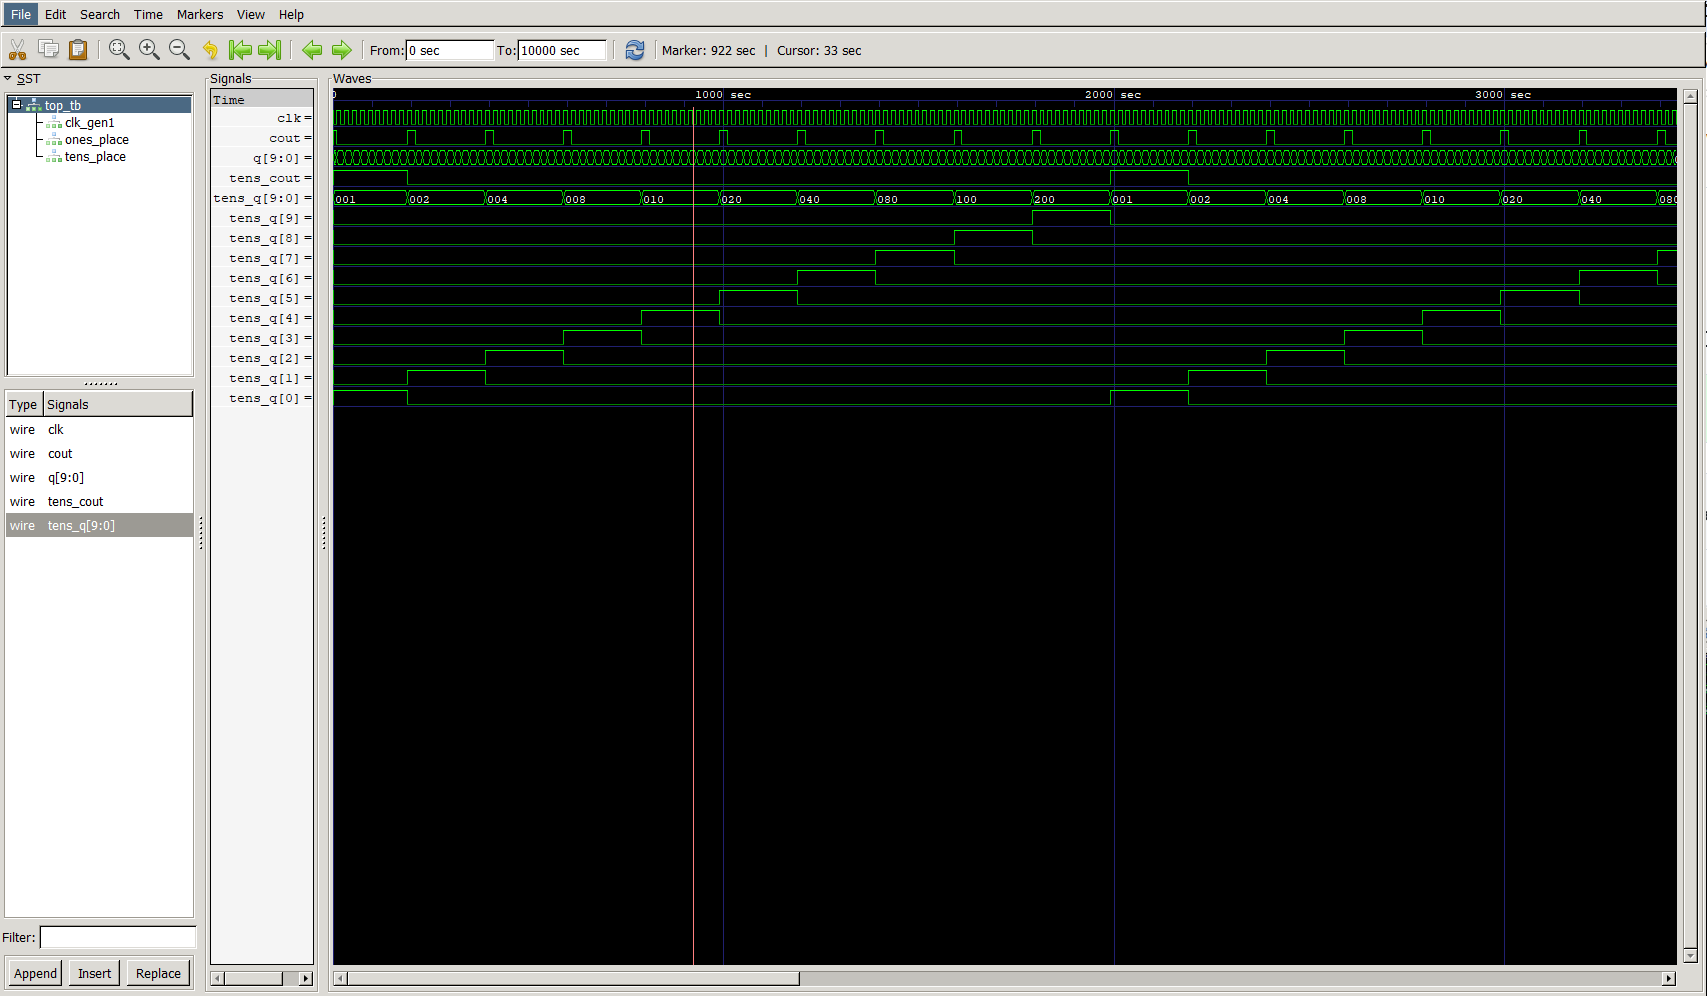 File Edit Search Time Markers View Help
From: 0 sec To: 10000 sec Marker: 922 sec | Cursor: 33 sec
SST
top_tb
clk_gen1
ones_place
tens_place
Type Signals
wire clk
wire cout
wire q[9:0]
wire tens_cout
wire tens_q[9:0]
Filter:
Append Insert Replace
Signals
Time
clk =
cout =
q[9:0] =
tens_cout =
tens_q[9:0] =
tens_q[9] =
tens_q[8] =
tens_q[7] =
tens_q[6] =
tens_q[5] =
tens_q[4] =
tens_q[3] =
tens_q[2] =
tens_q[1] =
tens_q[0] =
Waves
0 1000 sec 2000 sec 3000 sec
001 002 004 008 010 020 040 080 100 200 001 002 004 008 010 020 040 080